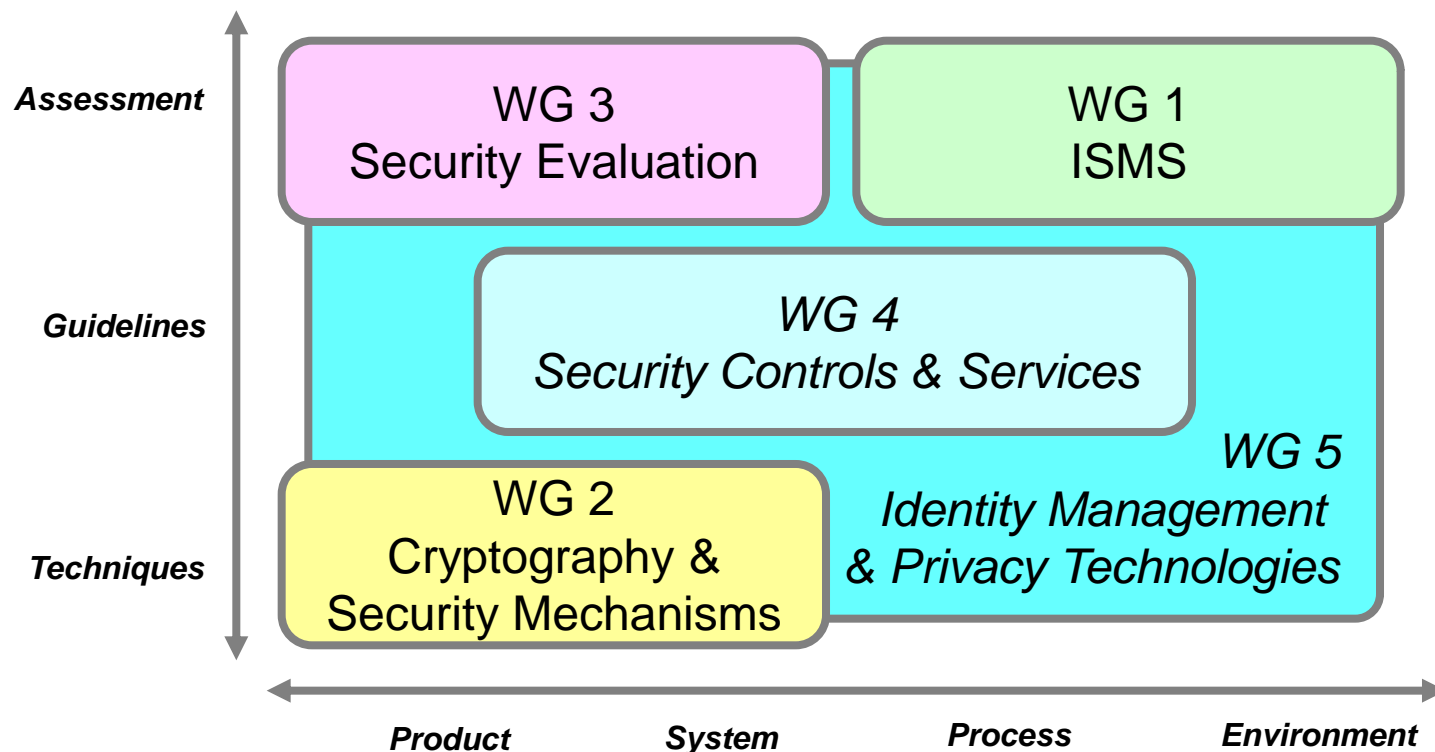 Assessment
WG 3
Security Evaluation
WG 1
ISMS
Guidelines
WG 4
Security Controls & Services
WG 5
Identity Management
& Privacy Technologies
Techniques
WG 2
Cryptography &
Security Mechanisms
Product
System
Process
Environment